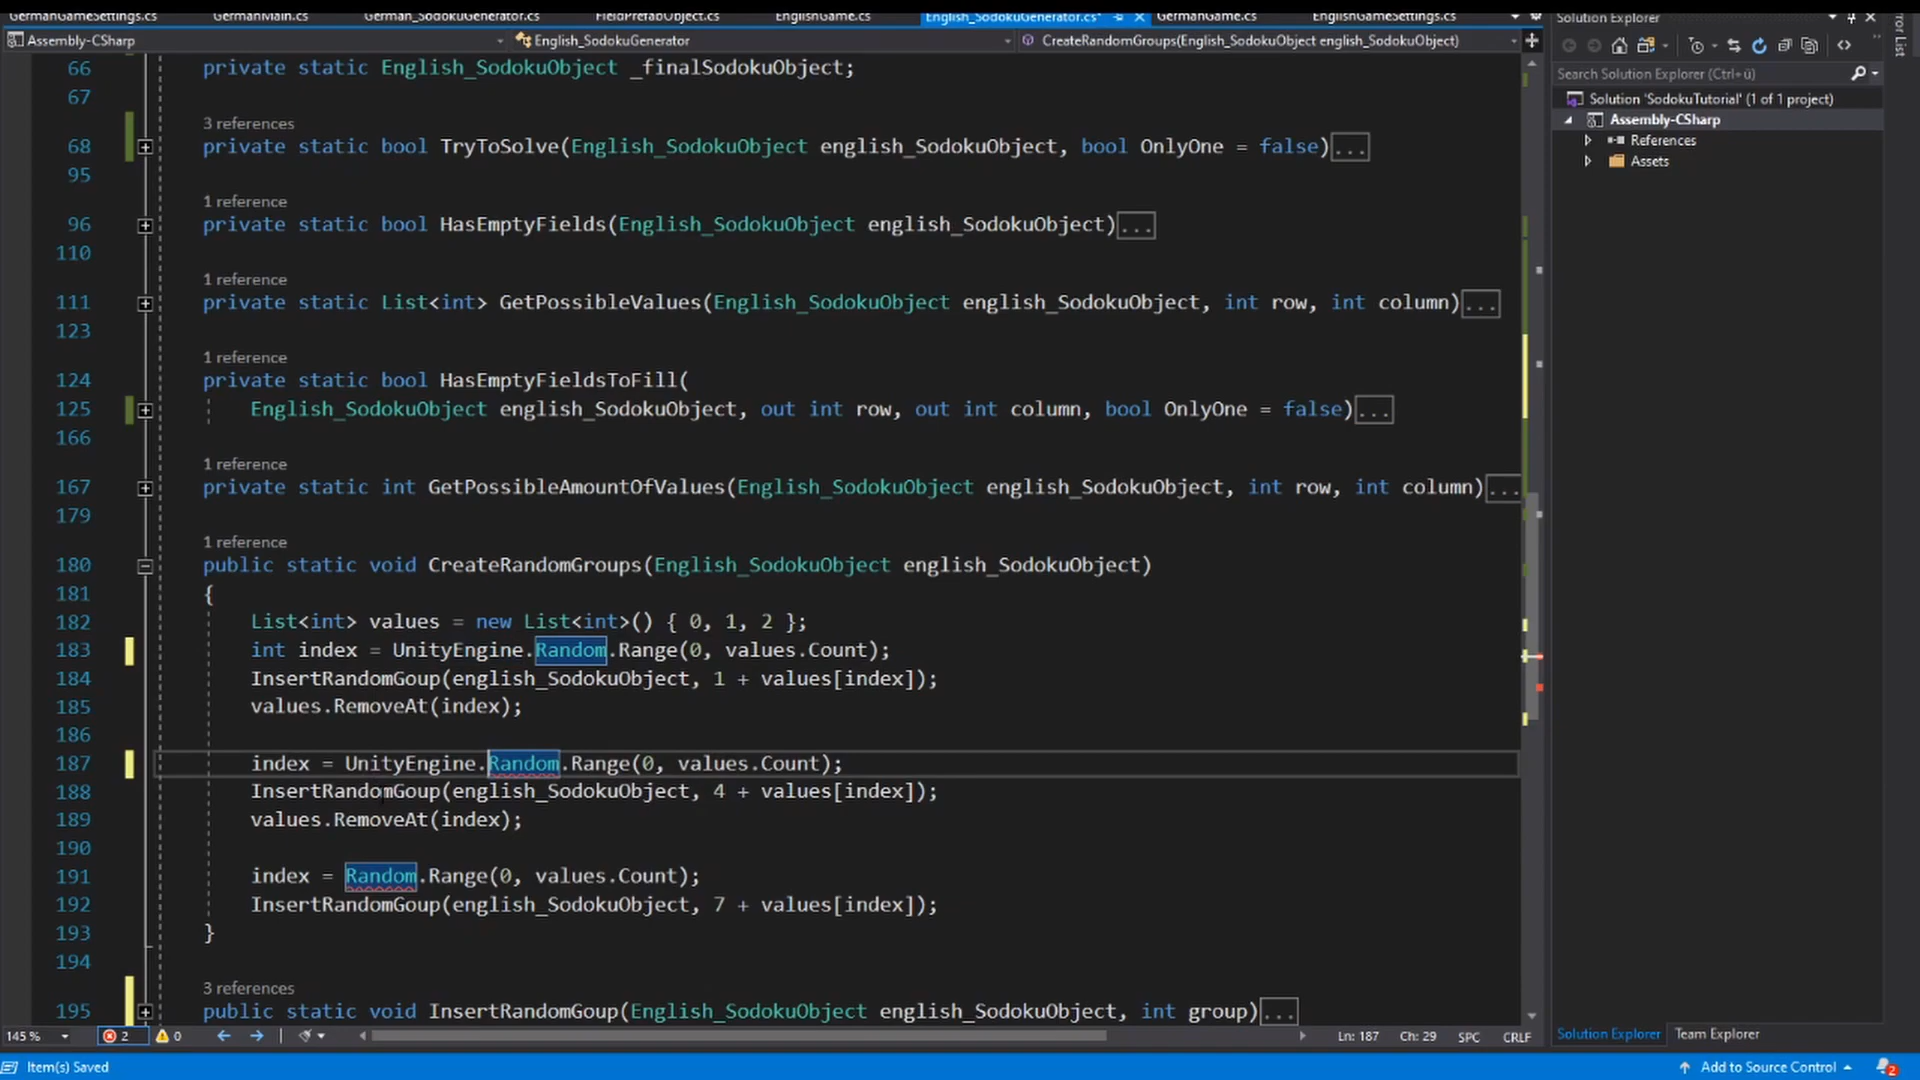 GermanGameSettings.cs GermanMain.cs German_SodokuGenerator.cs FieldPrefabObject.cs EnglishGame.cs English_SodokuGenerator.cs* GermanGame.cs EnglishGameSettings.cs
Solution Explorer
Assembly-CSharp English_SodokuGenerator CreateRandomGroups(English_SodokuObject english_SodokuObject)
Search Solution Explorer (Ctrl+ü)
Solution 'SodokuTutorial' (1 of 1 project)
Assembly-CSharp
References
Assets
66 private static English_SodokuObject _finalSodokuObject;
67
3 references
68 private static bool TryToSolve(English_SodokuObject english_SodokuObject, bool OnlyOne = false)...
95
1 reference
96 private static bool HasEmptyFields(English_SodokuObject english_SodokuObject)...
110
1 reference
111 private static List<int> GetPossibleValues(English_SodokuObject english_SodokuObject, int row, int column)...
123
1 reference
124 private static bool HasEmptyFieldsToFill(
125 English_SodokuObject english_SodokuObject, out int row, out int column, bool OnlyOne = false)...
166
1 reference
167 private static int GetPossibleAmountOfValues(English_SodokuObject english_SodokuObject, int row, int column)...
179
1 reference
180 public static void CreateRandomGroups(English_SodokuObject english_SodokuObject)
181 {
182 List<int> values = new List<int>() { 0, 1, 2 };
183 int index = UnityEngine.Random.Range(0, values.Count);
184 InsertRandomGoup(english_SodokuObject, 1 + values[index]);
185 values.RemoveAt(index);
186
187 index = UnityEngine.Random.Range(0, values.Count);
188 InsertRandomGoup(english_SodokuObject, 4 + values[index]);
189 values.RemoveAt(index);
190
191 index = Random.Range(0, values.Count);
192 InsertRandomGoup(english_SodokuObject, 7 + values[index]);
193 }
194
3 references
195 public static void InsertRandomGoup(English_SodokuObject english_SodokuObject, int group)...
145 % 2 0 Ln: 187 Ch: 29 SPC CRLF
Solution Explorer Team Explorer
Item(s) Saved
Add to Source Control 2